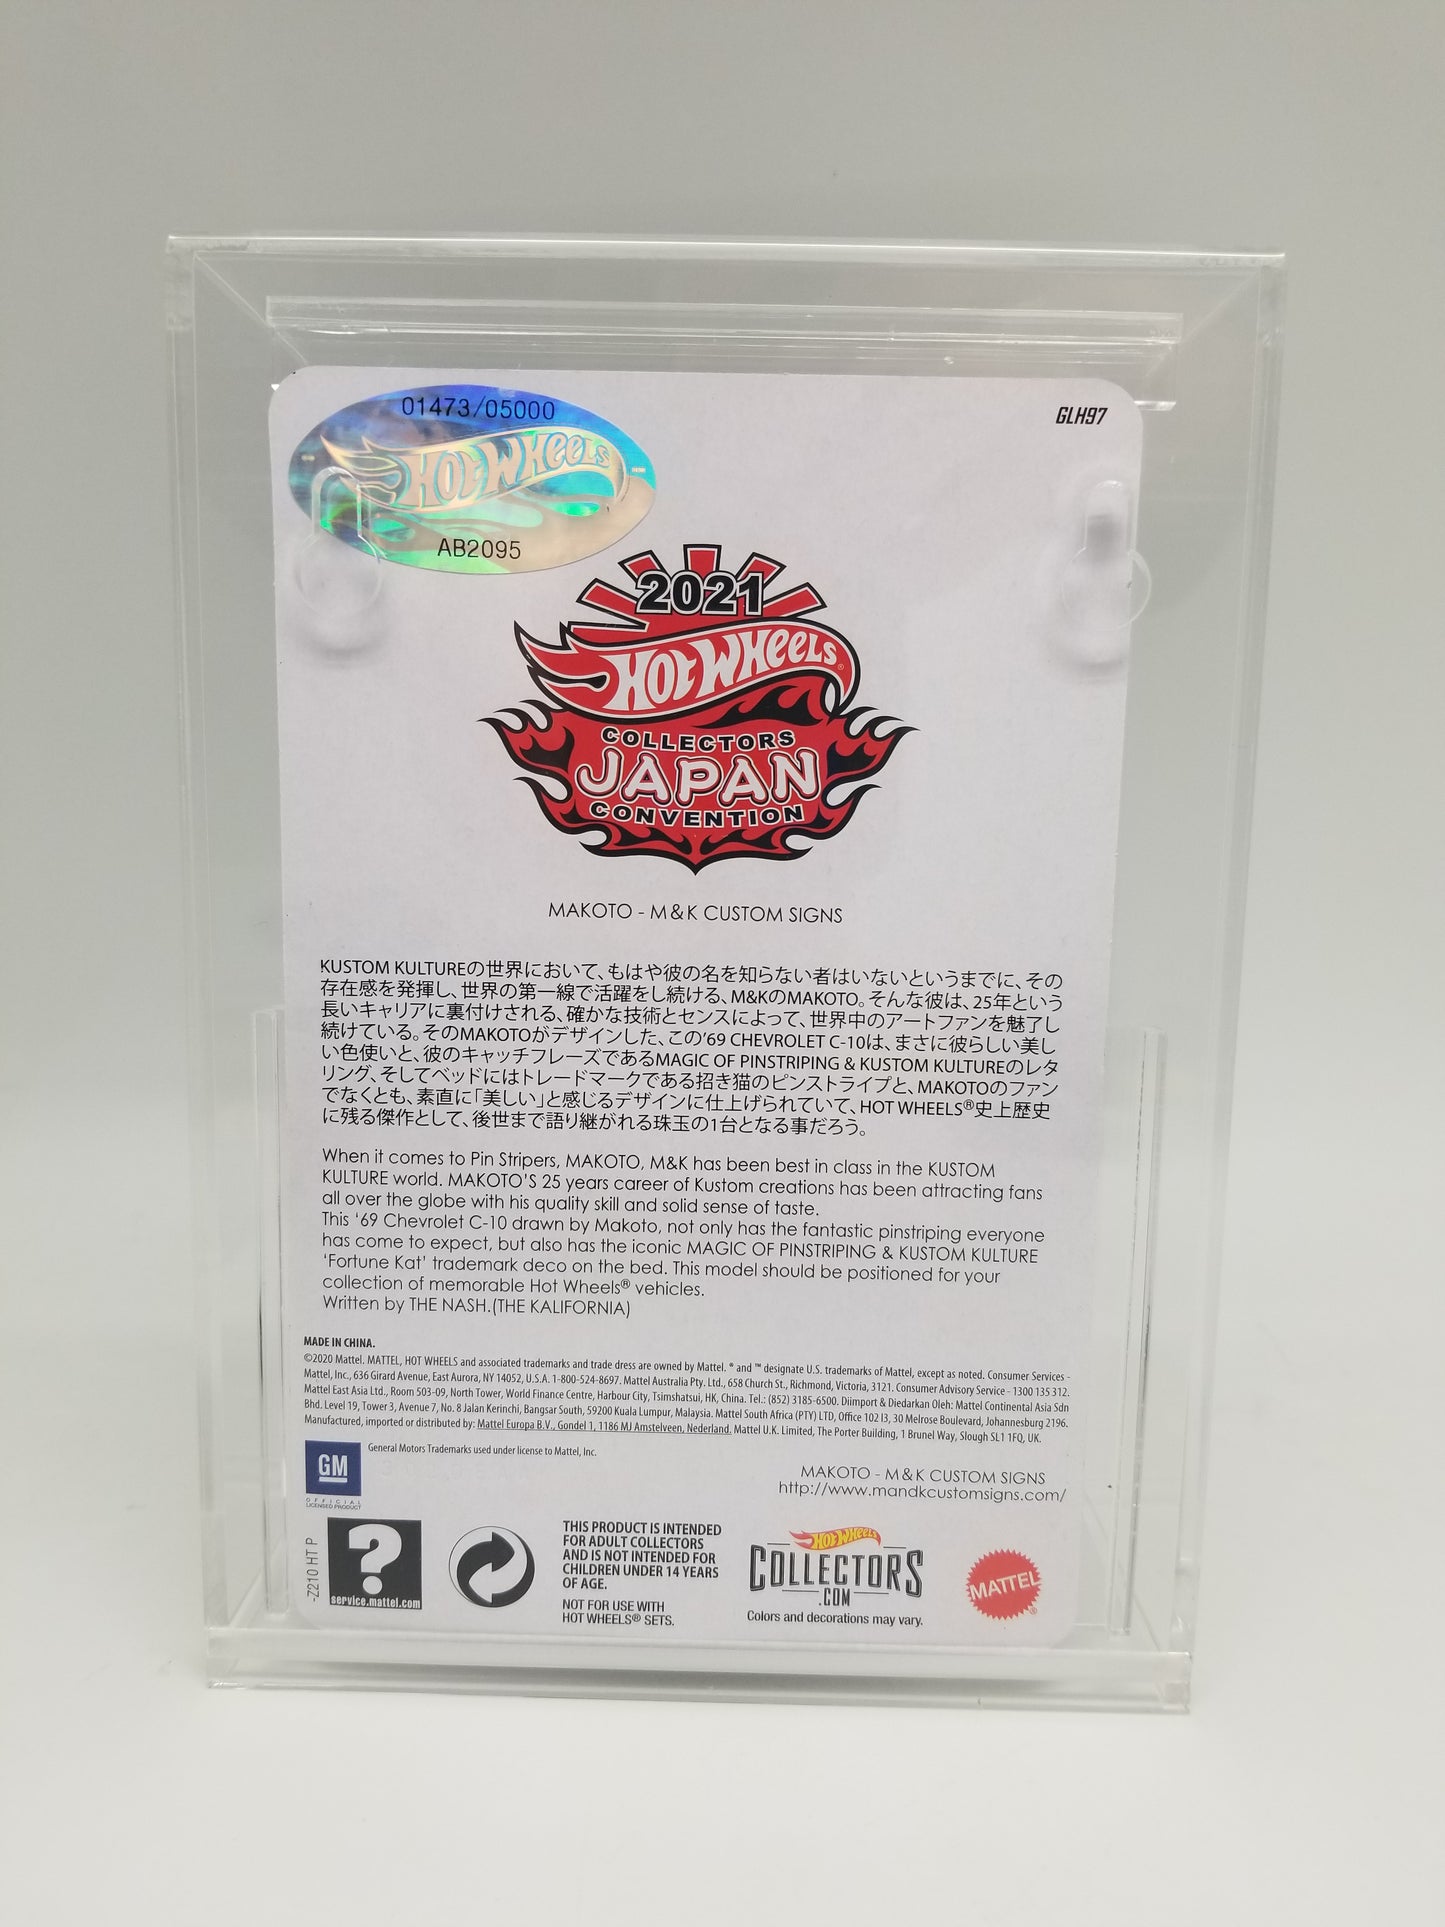 01473/05000
HOT WHEELS
AB2095
GLH97
2021
HOT WHEELS®
COLLECTORS
JAPAN
CONVENTION
MAKOTO - M&K CUSTOM SIGNS
KUSTOM KULTUREの世界において、もはや彼の名を知らない者はいないというまでに、その
存在感を発揮し、世界の第一線で活躍をし続ける、M&KのMAKOTO。そんな彼は、25年という
長いキャリアに裏付けされる、確かな技術とセンスによって、世界中のアートファンを魅了し
続けている。そのMAKOTOがデザインした、この'69 CHEVROLET C-10は、まさに彼らしい美し
い色使いと、彼のキャッチフレーズであるMAGIC OF PINSTRIPING & KUSTOM KULTUREのレタ
リング、そしてベッドにはトレードマークである招き猫のピンストライプと、MAKOTOのファン
でなくとも、素直に「美しい」と感じるデザインに仕上げられていて、HOT WHEELS®史上歴史
に残る傑作として、後世まで語り継がれる珠玉の1台となる事だろう。
When it comes to Pin Stripers, MAKOTO, M&K has been best in class in the KUSTOM
KULTURE world. MAKOTO'S 25 years career of Kustom creations has been attracting fans
all over the globe with his quality skill and solid sense of taste.
This '69 Chevrolet C-10 drawn by Makoto, not only has the fantastic pinstriping everyone
has come to expect, but also has the iconic MAGIC OF PINSTRIPING & KUSTOM KULTURE
'Fortune Kat' trademark deco on the bed. This model should be positioned for your
collection of memorable Hot Wheels® vehicles.
Written by THE NASH.(THE KALIFORNIA)
MADE IN CHINA.
©2020 Mattel. MATTEL, HOT WHEELS and associated trademarks and trade dress are owned by Mattel. ® and ™ designate U.S. trademarks of Mattel, except as noted. Consumer Services -
Mattel, Inc., 636 Girard Avenue, East Aurora, NY 14052, U.S.A. 1-800-524-8697. Mattel Australia Pty. Ltd., 658 Church St., Richmond, Victoria, 3121. Consumer Advisory Service - 1300 135 312.
Mattel East Asia Ltd., Room 503-09, North Tower, World Finance Centre, Harbour City, Tsimshatsui, HK, China. Tel.: (852) 3185-6500. Diimport & Diedarkan Oleh: Mattel Continental Asia Sdn
Bhd. Level 19, Tower 3, Avenue 7, No. 8 Jalan Kerinchi, Bangsar South, 59200 Kuala Lumpur, Malaysia. Mattel South Africa (PTY) LTD, Office 102 I3, 30 Melrose Boulevard, Johannesburg 2196.
Manufactured, imported or distributed by: Mattel Europa B.V., Gondel 1, 1186 MJ Amstelveen, Nederland. Mattel U.K. Limited, The Porter Building, 1 Brunel Way, Slough SL1 1FQ, UK.
GM
OFFICIAL
LICENSED PRODUCT
General Motors Trademarks used under license to Mattel, Inc.
MAKOTO - M&K CUSTOM SIGNS
http://www.mandkcustomsigns.com/
-Z210 HT P
?
service.mattel.com
THIS PRODUCT IS INTENDED
FOR ADULT COLLECTORS
AND IS NOT INTENDED FOR
CHILDREN UNDER 14 YEARS
OF AGE.
NOT FOR USE WITH
HOT WHEELS® SETS.
HOT WHEELS
COLLECTORS
.COM
Colors and decorations may vary.
MATTEL®